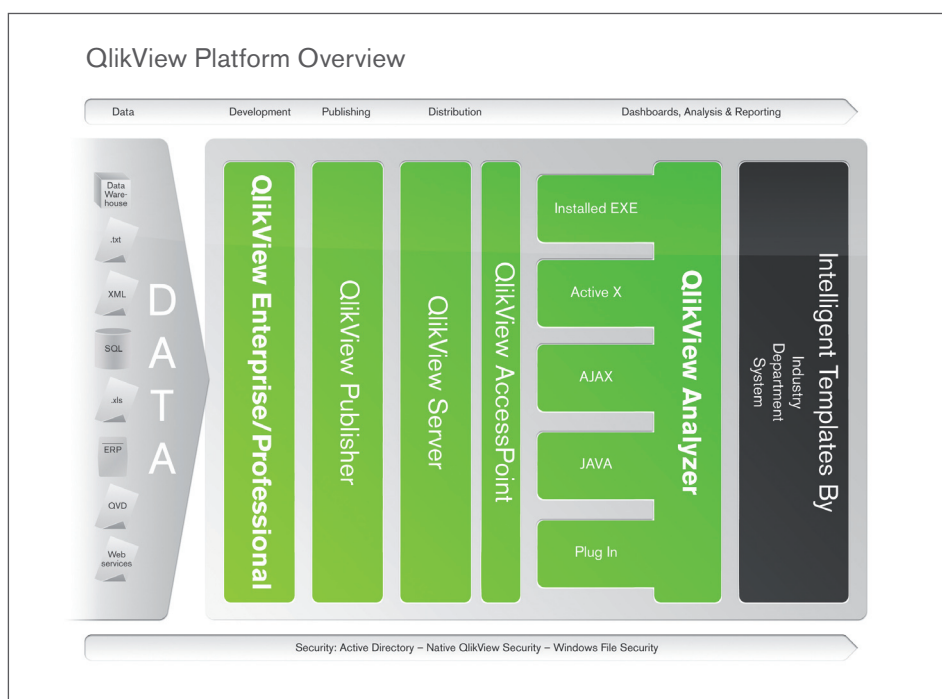 QlikView Platform Overview
Data
Development
Publishing
Distribution
Dashboards, Analysis & Reporting
Data
Ware-
house
.txt
XML
SQL
.xls
ERP
QVD
Web
services
DATA
QlikView Enterprise/Professional
QlikView Publisher
QlikView Server
QlikView AccessPoint
Installed EXE
Active X
AJAX
JAVA
Plug In
QlikView Analyzer
Intelligent Templates By
Industry
Department
System
Security: Active Directory – Native QlikView Security – Windows File Security